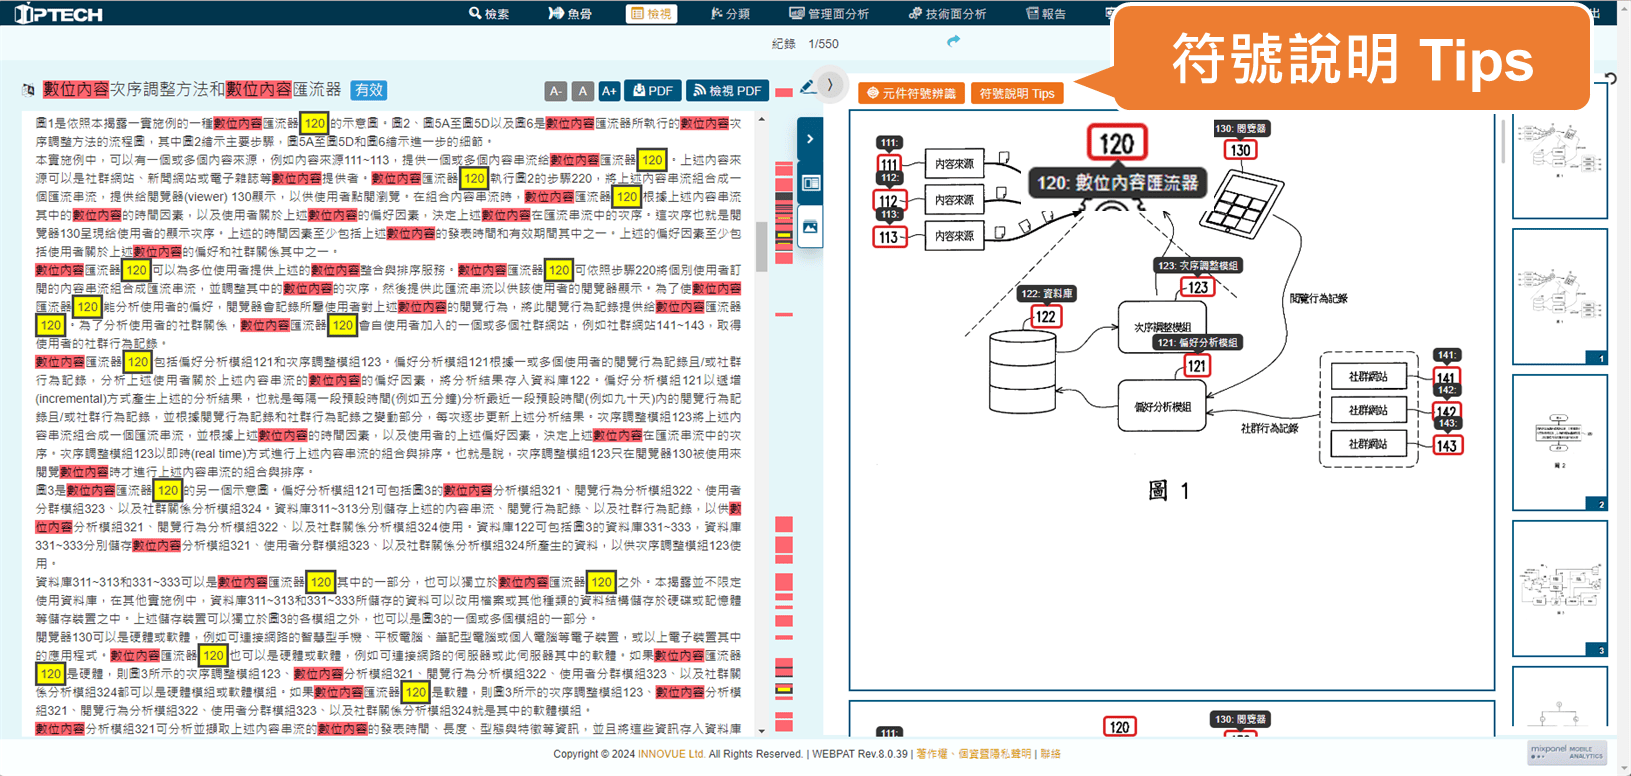 IPTECH
檢索
魚骨
檢視
分類
管理面分析
技術面分析
報告
出
符號說明 Tips
紀錄 1/550
數位內容次序調整方法和數位內容匯流器 有效
A- A A+ PDF 檢視 PDF
元件符號辨識 符號說明 Tips
圖1是依照本揭露一實施例的一種數位內容匯流器 120 的示意圖。圖2、圖5A至圖5D以及圖6是數位內容匯流器所執行的數位內容次
序調整方法的流程圖,其中圖2繪示主要步驟,圖5A至圖5D和圖6繪示進一步的細節。
本實施例中,可以有一個或多個內容來源,例如內容來源111~113,提供一個或多個內容串流給數位內容匯流器 120 。上述內容來
源可以是社群網站、新聞網站或電子雜誌等數位內容提供者。數位內容匯流器 120 執行圖2的步驟220,將上述內容串流組合成一
個匯流串流,提供給閱覽器(viewer) 130顯示,以供使用者點閱瀏覽。在組合內容串流時,數位內容匯流器 120 根據上述內容串流
其中的數位內容的時間因素,以及使用者關於上述數位內容的偏好因素,決定上述數位內容在匯流串流中的次序。這次序也就是閱
覽器130呈現給使用者的顯示次序。上述的時間因素至少包括上述數位內容的發表時間和有效期間其中之一。上述的偏好因素至少包
括使用者關於上述數位內容的偏好和社群關係其中之一。
數位內容匯流器 120 可以為多位使用者提供上述的數位內容整合與排序服務。數位內容匯流器 120 可依照步驟220將個別使用者訂
閱的內容串流組合成匯流串流,並調整其中的數位內容的次序,然後提供此匯流串流以供該使用者的閱覽器顯示。為了使數位內容
匯流器 120 能分析使用者的偏好,閱覽器會記錄所屬使用者對上述數位內容的閱覽行為,將此閱覽行為記錄提供給數位內容匯流器
120 。為了分析使用者的社群關係,數位內容匯流器 120 會自使用者加入的一個或多個社群網站,例如社群網站141~143,取得
使用者的社群行為記錄。
數位內容匯流器 120 包括偏好分析模組121和次序調整模組123。偏好分析模組121根據一或多個使用者的閱覽行為記錄且/或社群
行為記錄,分析上述使用者關於上述內容串流的數位內容的偏好因素,將分析結果存入資料庫122。偏好分析模組121以遞增
(incremental)方式產生上述的分析結果,也就是每隔一段預設時間(例如五分鐘)分析最近一段預設時間(例如九十天)內的閱覽行為記
錄且/或社群行為記錄,並根據閱覽行為記錄和社群行為記錄之變動部分,每次逐步更新上述分析結果。次序調整模組123將上述內
容串流組合成一個匯流串流,並根據上述數位內容的時間因素,以及使用者的上述偏好因素,決定上述數位內容在匯流串流中的次
序。次序調整模組123以即時(real time)方式進行上述內容串流的組合與排序。也就是說,次序調整模組123只在閱覽器130被使用來
閱覽數位內容時才進行上述內容串流的組合與排序。
圖3是數位內容匯流器 120 的另一個示意圖。偏好分析模組121可包括圖3的數位內容分析模組321、閱覽行為分析模組322、使用者
分群模組323、以及社群關係分析模組324。資料庫311~313分別儲存上述的內容串流、閱覽行為記錄、以及社群行為記錄,以供數
位內容分析模組321、閱覽行為分析模組322、以及社群關係分析模組324使用。資料庫122可包括圖3的資料庫331~333,資料庫
331~333分別儲存數位內容分析模組321、使用者分群模組323、以及社群關係分析模組324所產生的資料,以供次序調整模組123使
用。
資料庫311~313和331~333可以是數位內容匯流器 120 其中的一部分,也可以獨立於數位內容匯流器 120 之外。本揭露並不限定
使用資料庫,在其他實施例中,資料庫311~313和331~333所儲存的資料可以改用檔案或其他種類的資料結構儲存於硬碟或記憶體
等儲存裝置之中。上述儲存裝置可以獨立於圖3的各模組之外,也可以是圖3的一個或多個模組的一部分。
閱覽器130可以是硬體或軟體,例如可連接網路的智慧型手機、平板電腦、筆記型電腦或個人電腦等電子裝置,或以上電子裝置其中
的應用程式。數位內容匯流器 120 也可以是硬體或軟體,例如可連接網路的伺服器或此伺服器其中的軟體。如果數位內容匯流器
120 是硬體,則圖3所示的次序調整模組123、數位內容分析模組321、閱覽行為分析模組322、使用者分群模組323、以及社群關
係分析模組324都可以是硬體模組或軟體模組。如果數位內容匯流器 120 是軟體,則圖3所示的次序調整模組123、數位內容分析模
組321、閱覽行為分析模組322、使用者分群模組323、以及社群關係分析模組324就是其中的軟體模組。
數位內容分析模組321可分析並擷取上述內容串流的數位內容的發表時間、長度、型態與特徵等資訊,並且將這些資訊存入資料庫
111:
111
內容來源
112:
112
內容來源
113:
113
內容來源
120
120: 數位內容匯流器
130: 閱覽器
130
123: 次序調整模組
123
次序調整模組
122: 資料庫
122
121: 偏好分析模組
121
偏好分析模組
閱覽行為記錄
社群行為記錄
141:
141
社群網站
142:
142
社群網站
143:
143
社群網站
圖 1
111:
120
130: 閱覽器
1
2
3
圖 2
Copyright © 2024 INNOVUE Ltd. All Rights Reserved. | WEBPAT Rev.8.0.39 | 著作權、個資暨隱私聲明 | 聯絡
mixpanel MOBILE ANALYTICS